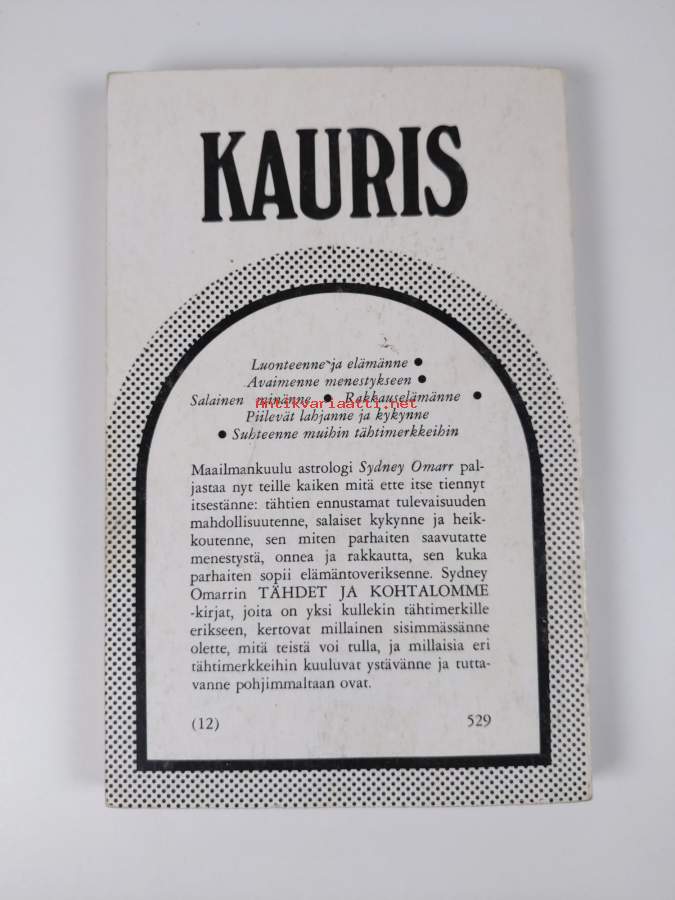 KAURIS
Luonteenne ja elämänne ●
Avaimenne menestykseen ●
Salainen minänne ● Rakkauselämänne ●
Antikvariaatti.net
Piilevät lahjanne ja kykynne
● Suhteenne muihin tähtimerkkeihin
Maailmankuulu astrologi Sydney Omarr pal-
jastaa nyt teille kaiken mitä ette itse tiennyt
itsestänne: tähtien ennustamat tulevaisuuden
mahdollisuutenne, salaiset kykynne ja heik-
koutenne, sen miten parhaiten saavutatte
menestystä, onnea ja rakkautta, sen kuka
parhaiten sopii elämäntoveriksenne. Sydney
Omarrin TÄHDET JA KOHTALOMME
-kirjat, joita on yksi kullekin tähtimerkille
erikseen, kertovat millainen sisimmässänne
olette, mitä teistä voi tulla, ja millaisia eri
tähtimerkkeihin kuuluvat ystävänne ja tutta-
vanne pohjimmaltaan ovat.
(12) 529